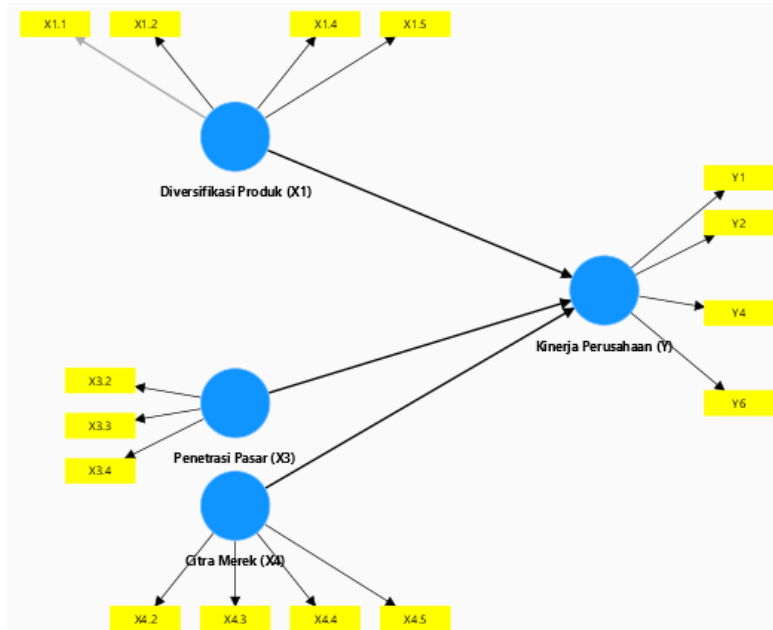 X1.1
X1.2
X1.4
X1.5
Diversifikasi Produk (X1)
Y1
Y2
Y4
Kinerja Perusahaan (Y)
Y6
X3.2
X3.3
X3.4
Penetrasi Pasar (X3)
Citra Merek (X4)
X4.2
X4.3
X4.4
X4.5